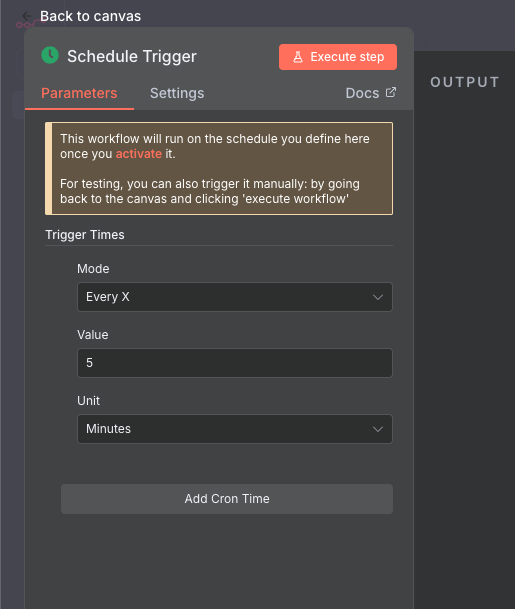 Back to canvas
Schedule Trigger
Execute step
OUTPUT
Parameters
Settings
Docs
This workflow will run on the schedule you define here
once you activate it.
For testing, you can also trigger it manually: by going
back to the canvas and clicking 'execute workflow'
Trigger Times
Mode
Every X
Value
5
Unit
Minutes
Add Cron Time